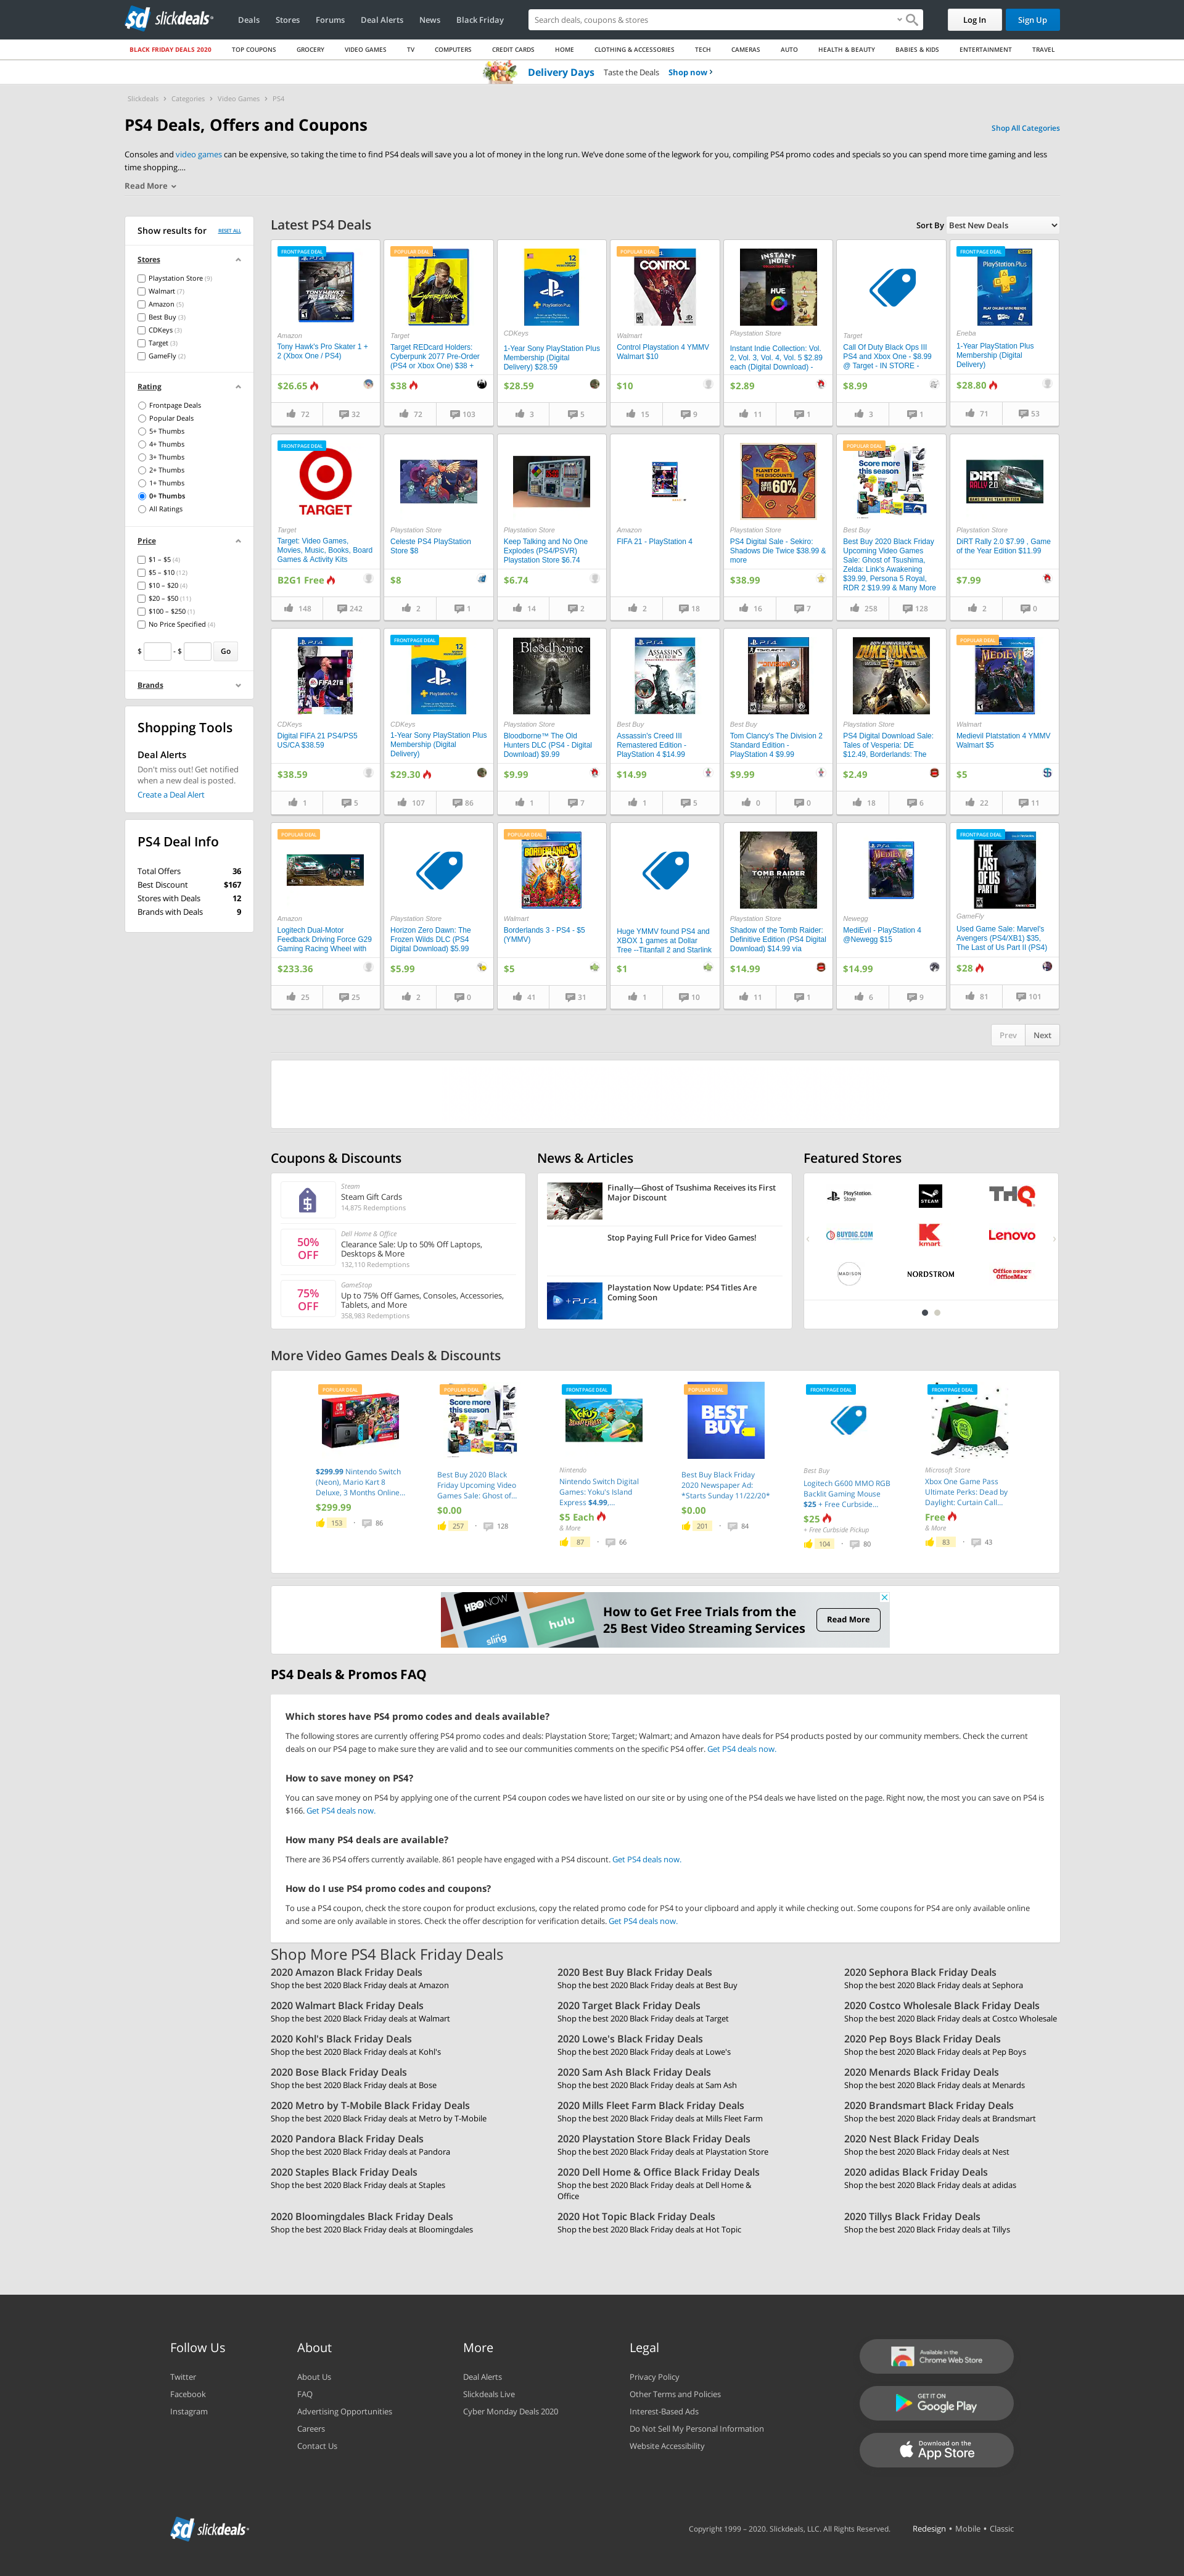 slickdeals
Deals
Stores
Forums
Deal Alerts
News
Black Friday
Search deals, coupons & stores
Log In
Sign Up
BLACK FRIDAY DEALS 2020
TOP COUPONS
GROCERY
VIDEO GAMES
TV
COMPUTERS
CREDIT CARDS
HOME
CLOTHING & ACCESSORIES
TECH
CAMERAS
AUTO
HEALTH & BEAUTY
BABIES & KIDS
ENTERTAINMENT
TRAVEL
Delivery Days Taste the Deals Shop now ›
Slickdeals › Categories › Video Games › PS4
PS4 Deals, Offers and Coupons
Shop All Categories
Consoles and video games can be expensive, so taking the time to find PS4 deals will save you a lot of money in the long run. We've done some of the legwork for you, compiling PS4 promo codes and specials so you can spend more time gaming and less
time shopping....
Read More
Show results for
RESET ALL
Stores
Playstation Store (9)
Walmart (7)
Amazon (5)
Best Buy (3)
CDKeys (3)
Target (3)
GameFly (2)
Rating
Frontpage Deals
Popular Deals
5+ Thumbs
4+ Thumbs
3+ Thumbs
2+ Thumbs
1+ Thumbs
0+ Thumbs
All Ratings
Price
$1 – $5 (4)
$5 – $10 (12)
$10 – $20 (4)
$20 – $50 (11)
$100 – $250 (1)
No Price Specified (4)
$ - $ Go
Brands
Shopping Tools
Deal Alerts
Don't miss out! Get notified
when a new deal is posted.
Create a Deal Alert
PS4 Deal Info
Total Offers 36
Best Discount $167
Stores with Deals 12
Brands with Deals 9
Latest PS4 Deals
Sort By Best New Deals
FRONTPAGE DEAL
Amazon
Tony Hawk's Pro Skater 1 +
2 (Xbox One / PS4)
$26.65
72 32
POPULAR DEAL
Target
Target REDcard Holders:
Cyberpunk 2077 Pre-Order
(PS4 or Xbox One) $38 +
$38
72 103
CDKeys
1-Year Sony PlayStation Plus
Membership (Digital
Delivery) $28.59
$28.59
3 5
POPULAR DEAL
CONTROL
Walmart
Control Playstation 4 YMMV
Walmart $10
$10
15 9
INSTANT
INDIE
HUE
Playstation Store
Instant Indie Collection: Vol.
2, Vol. 3, Vol. 4, Vol. 5 $2.89
each (Digital Download) -
$2.89
11 1
Target
Call Of Duty Black Ops III
PS4 and Xbox One - $8.99
@ Target - IN STORE -
$8.99
3 1
FRONTPAGE DEAL
PlayStation Plus
Eneba
1-Year PlayStation Plus
Membership (Digital
Delivery)
$28.80
71 53
FRONTPAGE DEAL
TARGET
Target
Target: Video Games,
Movies, Music, Books, Board
Games & Activity Kits
B2G1 Free
148 242
Playstation Store
Celeste PS4 PlayStation
Store $8
$8
2 1
Playstation Store
Keep Talking and No One
Explodes (PS4/PSVR)
Playstation Store $6.74
$6.74
14 2
Amazon
FIFA 21 - PlayStation 4
2 18
PLANET OF
THE DISCOUNTS
60%
Playstation Store
PS4 Digital Sale - Sekiro:
Shadows Die Twice $38.99 &
more
$38.99
16 7
POPULAR DEAL
Score more
this season
Best Buy
Best Buy 2020 Black Friday
Upcoming Video Games
Sale: Ghost of Tsushima,
Zelda: Link's Awakening
$39.99, Persona 5 Royal,
RDR 2 $19.99 & Many More
258 128
DiRT
RALLY 2.0
Playstation Store
DiRT Rally 2.0 $7.99 , Game
of the Year Edition $11.99
$7.99
2 0
CDKeys
Digital FIFA 21 PS4/PS5
US/CA $38.59
$38.59
1 5
FRONTPAGE DEAL
CDKeys
1-Year Sony PlayStation Plus
Membership (Digital
Delivery)
$29.30
107 86
Bloodborne
Playstation Store
Bloodborne™ The Old
Hunters DLC (PS4 - Digital
Download) $9.99
$9.99
1 7
Best Buy
Assassin's Creed III
Remastered Edition -
PlayStation 4 $14.99
$14.99
1 5
Best Buy
Tom Clancy's The Division 2
Standard Edition -
PlayStation 4 $9.99
$9.99
0 0
DUKE NUKEM
Playstation Store
PS4 Digital Download Sale:
Tales of Vesperia: DE
$12.49, Borderlands: The
$2.49
18 6
POPULAR DEAL
MEDIEVIL
Walmart
Medievil Platstation 4 YMMV
Walmart $5
$5
22 11
POPULAR DEAL
Amazon
Logitech Dual-Motor
Feedback Driving Force G29
Gaming Racing Wheel with
$233.36
25 25
Playstation Store
Horizon Zero Dawn: The
Frozen Wilds DLC (PS4
Digital Download) $5.99
$5.99
2 0
POPULAR DEAL
BORDERLANDS 3
Walmart
Borderlands 3 - PS4 - $5
(YMMV)
$5
41 31
Huge YMMV found PS4 and
XBOX 1 games at Dollar
Tree --Titanfall 2 and Starlink
$1
1 10
TOMB RAIDER
Playstation Store
Shadow of the Tomb Raider:
Definitive Edition (PS4 Digital
Download) $14.99 via
$14.99
11 1
Newegg
MediEvil - PlayStation 4
@Newegg $15
$14.99
6 9
FRONTPAGE DEAL
THE
LAST
OF US
PART II
GameFly
Used Game Sale: Marvel's
Avengers (PS4/XB1) $35,
The Last of Us Part II (PS4)
$28
81 101
Prev Next
Coupons & Discounts
Steam
Steam Gift Cards
14,875 Redemptions
50%
OFF
Dell Home & Office
Clearance Sale: Up to 50% Off Laptops,
Desktops & More
132,110 Redemptions
75%
OFF
GameStop
Up to 75% Off Games, Consoles, Accessories,
Tablets, and More
358,983 Redemptions
News & Articles
Finally—Ghost of Tsushima Receives its First
Major Discount
Stop Paying Full Price for Video Games!
PS4
Playstation Now Update: PS4 Titles Are
Coming Soon
Featured Stores
PlayStation Store
STEAM
THQ
BUYDIG.COM
kmart
Lenovo
MADISON
NORDSTROM
Office DEPOT
OfficeMax
More Video Games Deals & Discounts
POPULAR DEAL
$299.99 Nintendo Switch
(Neon), Mario Kart 8
Deluxe, 3 Months Online...
$299.99
153 • 86
POPULAR DEAL
Score more
this season
Best Buy 2020 Black
Friday Upcoming Video
Games Sale: Ghost of...
$0.00
257 • 128
FRONTPAGE DEAL
Nintendo
Nintendo Switch Digital
Games: Yoku's Island
Express $4.99,...
$5 Each
& More
87 • 66
POPULAR DEAL
BEST
BUY
Best Buy Black Friday
2020 Newspaper Ad:
*Starts Sunday 11/22/20*
$0.00
201 • 84
FRONTPAGE DEAL
Best Buy
Logitech G600 MMO RGB
Backlit Gaming Mouse
$25 + Free Curbside...
$25
+ Free Curbside Pickup
104 • 80
FRONTPAGE DEAL
Microsoft Store
Xbox One Game Pass
Ultimate Perks: Dead by
Daylight: Curtain Call...
Free
& More
83 • 43
HBO NOW
sling
hulu
How to Get Free Trials from the
25 Best Video Streaming Services
Read More
PS4 Deals & Promos FAQ
Which stores have PS4 promo codes and deals available?
The following stores are currently offering PS4 promo codes and deals: Playstation Store; Target; Walmart; and Amazon have deals for PS4 products posted by our community members. Check the current
deals on our PS4 page to make sure they are valid and to see our communities comments on the specific PS4 offer. Get PS4 deals now.
How to save money on PS4?
You can save money on PS4 by applying one of the current PS4 coupon codes we have listed on our site or by using one of the PS4 deals we have listed on the page. Right now, the most you can save on PS4 is
$166. Get PS4 deals now.
How many PS4 deals are available?
There are 36 PS4 offers currently available. 861 people have engaged with a PS4 discount. Get PS4 deals now.
How do I use PS4 promo codes and coupons?
To use a PS4 coupon, check the store coupon for product exclusions, copy the related promo code for PS4 to your clipboard and apply it while checking out. Some coupons for PS4 are only available online
and some are only available in stores. Check the offer description for verification details. Get PS4 deals now.
Shop More PS4 Black Friday Deals
2020 Amazon Black Friday Deals
Shop the best 2020 Black Friday deals at Amazon
2020 Best Buy Black Friday Deals
Shop the best 2020 Black Friday deals at Best Buy
2020 Sephora Black Friday Deals
Shop the best 2020 Black Friday deals at Sephora
2020 Walmart Black Friday Deals
Shop the best 2020 Black Friday deals at Walmart
2020 Target Black Friday Deals
Shop the best 2020 Black Friday deals at Target
2020 Costco Wholesale Black Friday Deals
Shop the best 2020 Black Friday deals at Costco Wholesale
2020 Kohl's Black Friday Deals
Shop the best 2020 Black Friday deals at Kohl's
2020 Lowe's Black Friday Deals
Shop the best 2020 Black Friday deals at Lowe's
2020 Pep Boys Black Friday Deals
Shop the best 2020 Black Friday deals at Pep Boys
2020 Bose Black Friday Deals
Shop the best 2020 Black Friday deals at Bose
2020 Sam Ash Black Friday Deals
Shop the best 2020 Black Friday deals at Sam Ash
2020 Menards Black Friday Deals
Shop the best 2020 Black Friday deals at Menards
2020 Metro by T-Mobile Black Friday Deals
Shop the best 2020 Black Friday deals at Metro by T-Mobile
2020 Mills Fleet Farm Black Friday Deals
Shop the best 2020 Black Friday deals at Mills Fleet Farm
2020 Brandsmart Black Friday Deals
Shop the best 2020 Black Friday deals at Brandsmart
2020 Pandora Black Friday Deals
Shop the best 2020 Black Friday deals at Pandora
2020 Playstation Store Black Friday Deals
Shop the best 2020 Black Friday deals at Playstation Store
2020 Nest Black Friday Deals
Shop the best 2020 Black Friday deals at Nest
2020 Staples Black Friday Deals
Shop the best 2020 Black Friday deals at Staples
2020 Dell Home & Office Black Friday Deals
Shop the best 2020 Black Friday deals at Dell Home &
Office
2020 adidas Black Friday Deals
Shop the best 2020 Black Friday deals at adidas
2020 Bloomingdales Black Friday Deals
Shop the best 2020 Black Friday deals at Bloomingdales
2020 Hot Topic Black Friday Deals
Shop the best 2020 Black Friday deals at Hot Topic
2020 Tillys Black Friday Deals
Shop the best 2020 Black Friday deals at Tillys
Follow Us
Twitter
Facebook
Instagram
About
About Us
FAQ
Advertising Opportunities
Careers
Contact Us
More
Deal Alerts
Slickdeals Live
Cyber Monday Deals 2020
Legal
Privacy Policy
Other Terms and Policies
Interest-Based Ads
Do Not Sell My Personal Information
Website Accessibility
Available in the
Chrome Web Store
GET IT ON
Google Play
Download on the
App Store
slickdeals
Copyright 1999 – 2020. Slickdeals, LLC. All Rights Reserved.
Redesign • Mobile • Classic